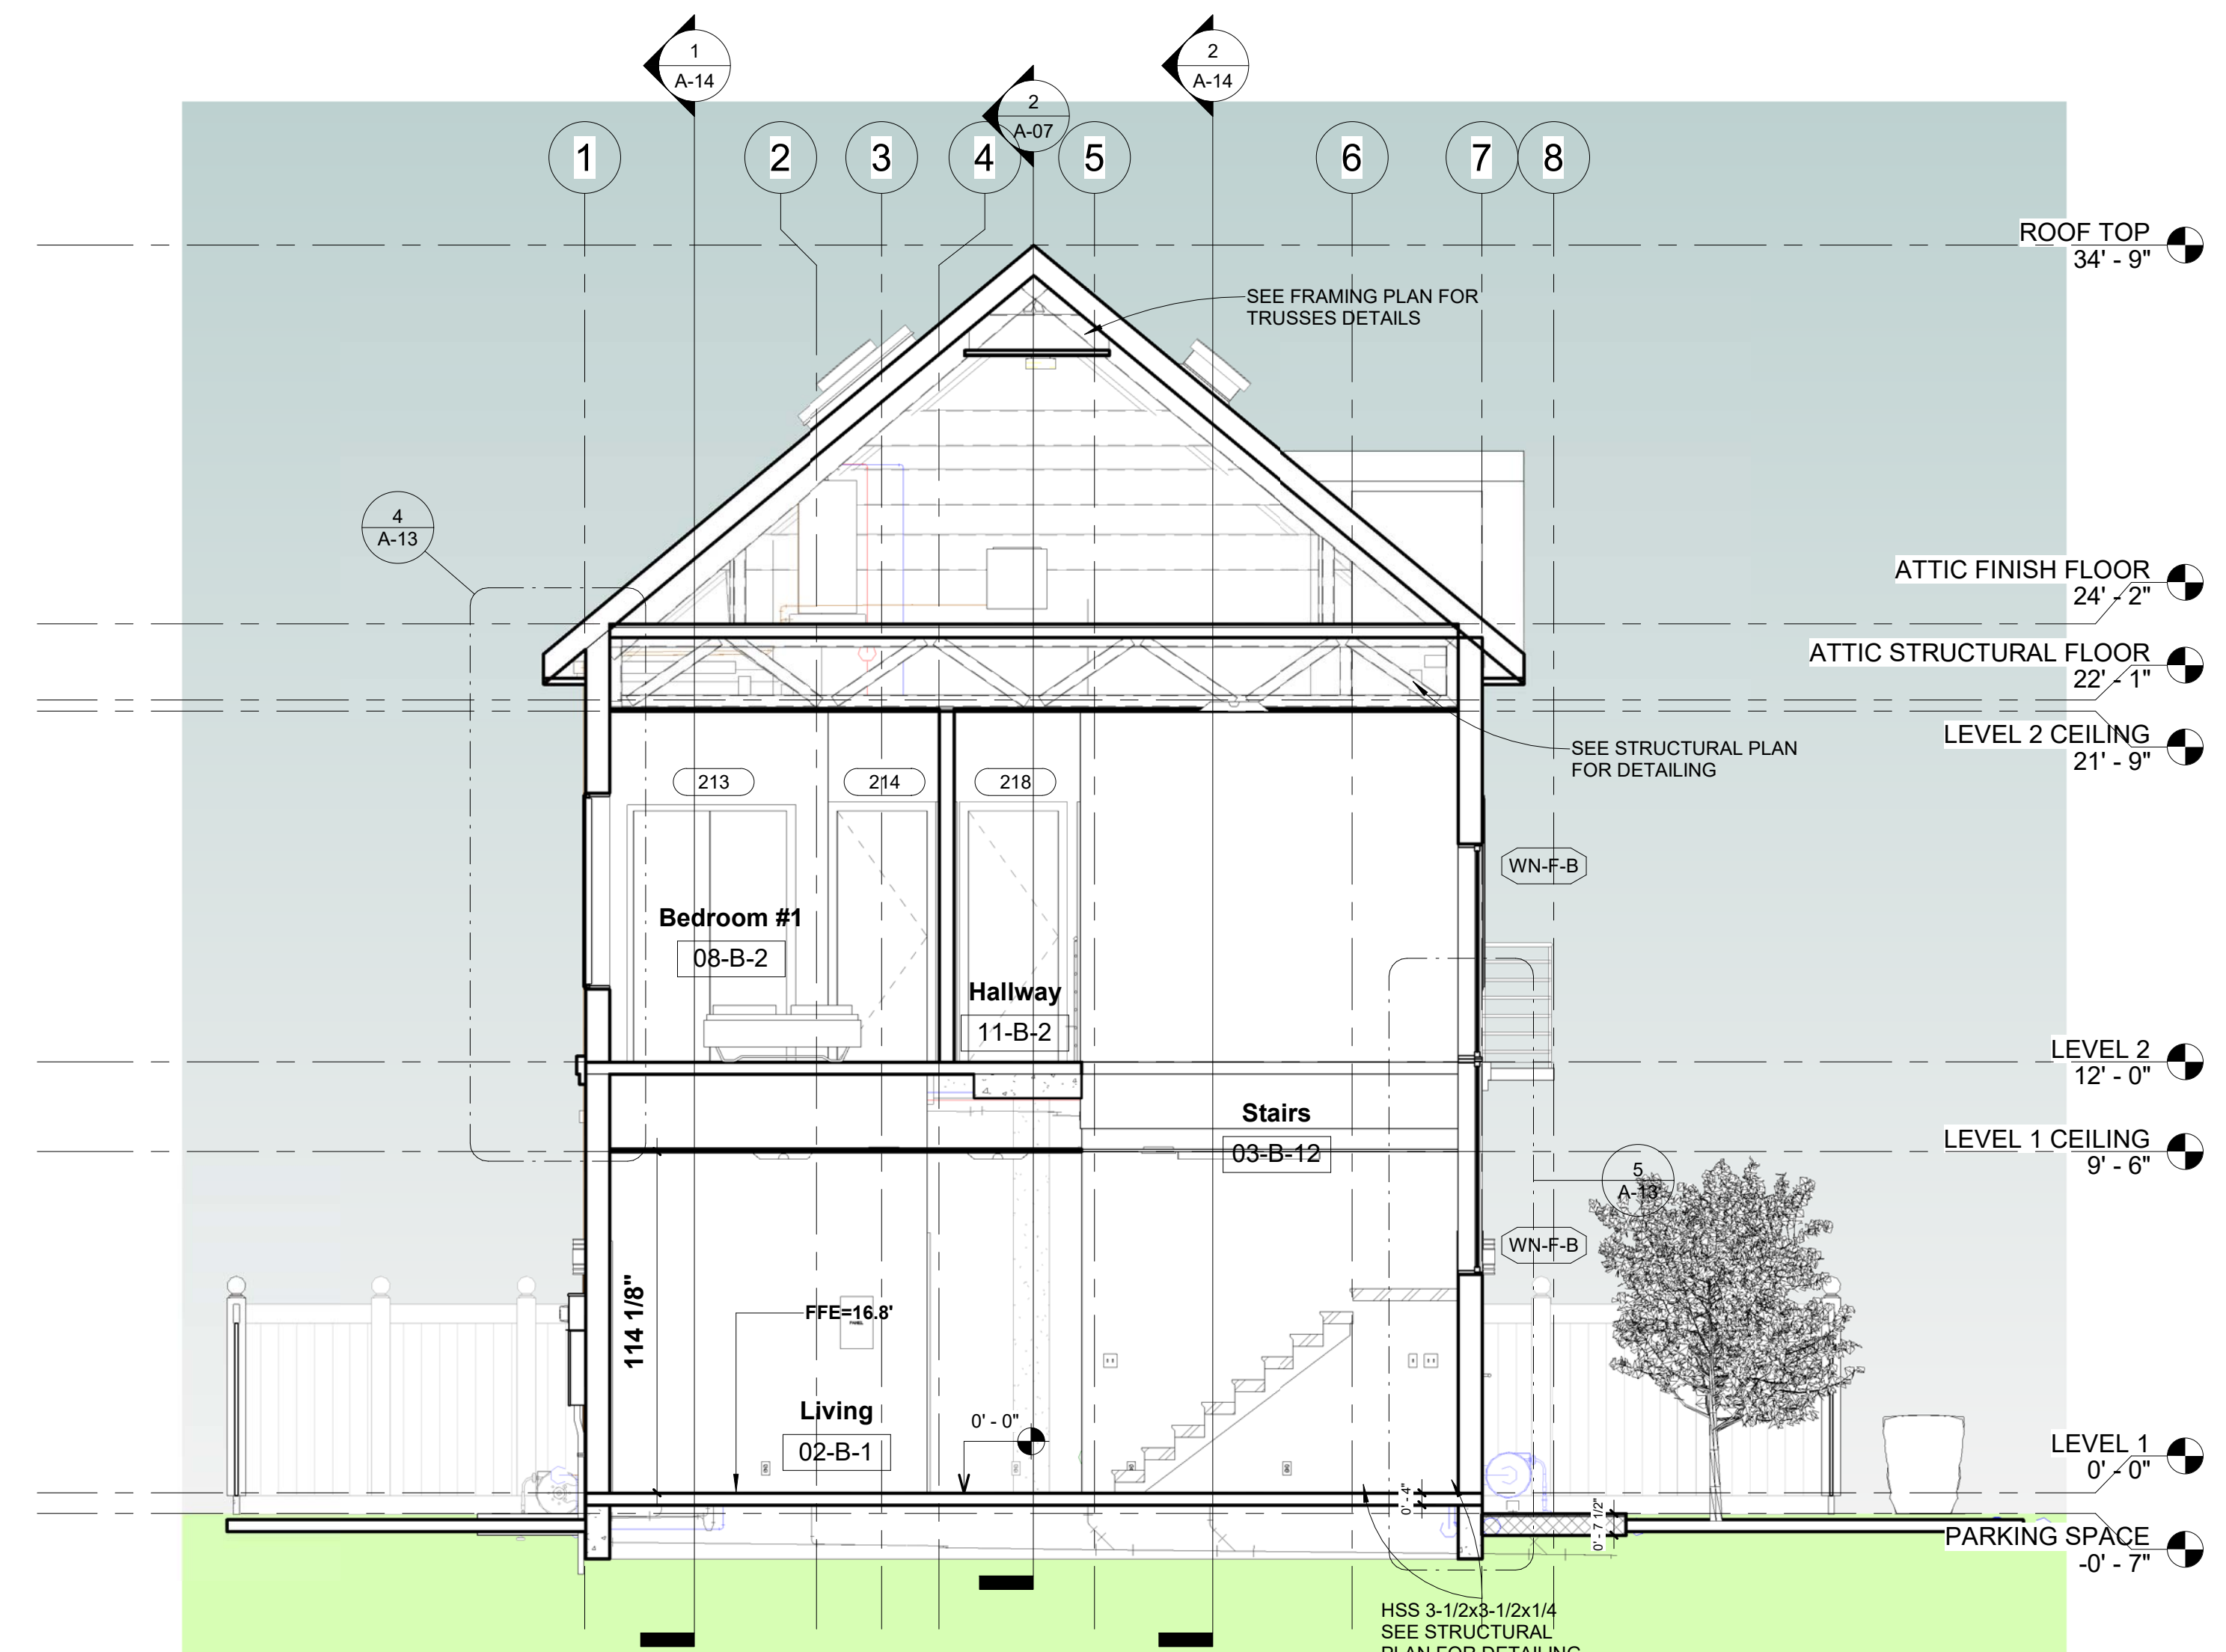 1
A-14
2
A-07
2
A-14
1
2
3
4
5
6
7
8
ROOF TOP
34' - 9"
SEE FRAMING PLAN FOR
TRUSSES DETAILS
4
A-13
ATTIC FINISH FLOOR
24' - 2"
ATTIC STRUCTURAL FLOOR
22' - 1"
LEVEL 2 CEILING
21' - 9"
SEE STRUCTURAL PLAN
FOR DETAILING
213
214
218
WN-F-B
Bedroom #1
08-B-2
Hallway
11-B-2
LEVEL 2
12' - 0"
Stairs
03-B-12
LEVEL 1 CEILING
9' - 6"
5
A-13
WN-F-B
114 1/8"
FFE=16.8'
PANEL
Living
02-B-1
0' - 0"
LEVEL 1
0' - 0"
0' - 4"
0' - 7 1/2"
PARKING SPACE
-0' - 7"
HSS 3-1/2x3-1/2x1/4
SEE STRUCTURAL
PLAN FOR DETAILING